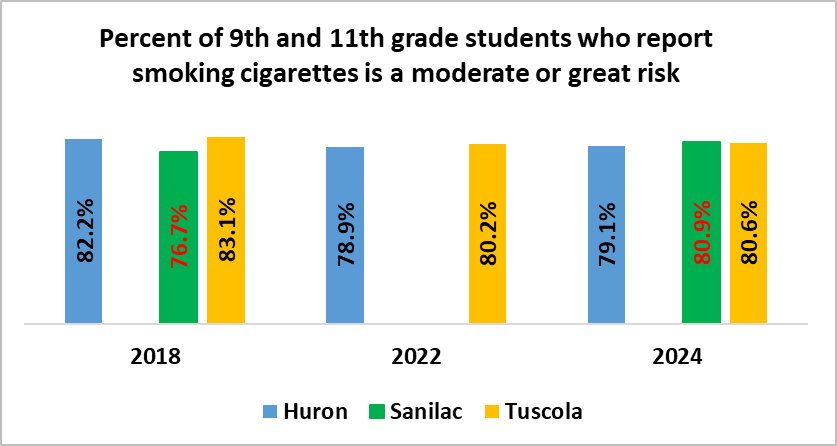 Percent of 9th and 11th grade students who report
smoking cigarettes is a moderate or great risk
82.2%
76.7%
83.1%
78.9%
80.2%
79.1%
80.9%
80.6%
2018
2022
2024
Huron
Sanilac
Tuscola